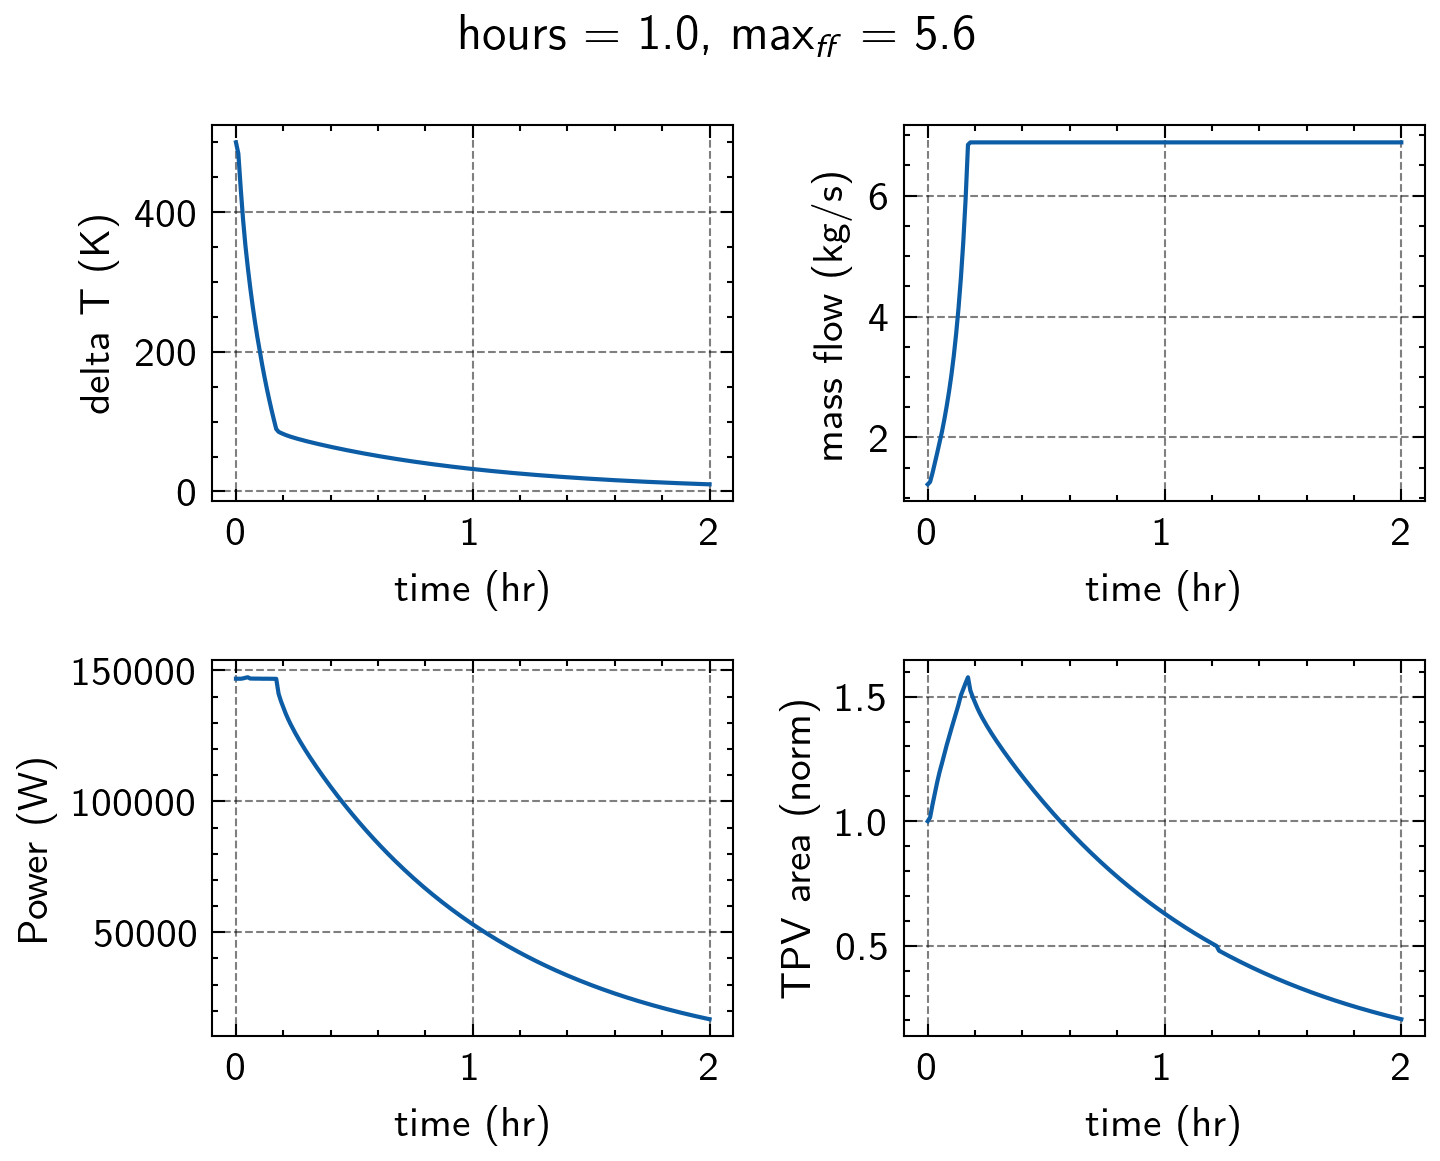 hours = 1.0, max_ff = 5.6
delta T (K)
400
200
0
0 1 2
time (hr)
mass flow (kg/s)
6
4
2
0 1 2
time (hr)
Power (W)
150000
100000
50000
0 1 2
time (hr)
TPV area (norm)
1.5
1.0
0.5
0 1 2
time (hr)